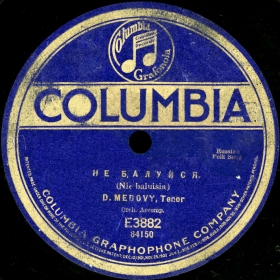 Columbia
Grafonola
COLUMBIA
Russian
Folk Song
НЕ БАЛУЙСЯ
(Nie baluisia)
D. MEDOVY, Tenor
Orch. Accomp.
E3882
84150
COLUMBIA GRAPHOPHONE COMPANY